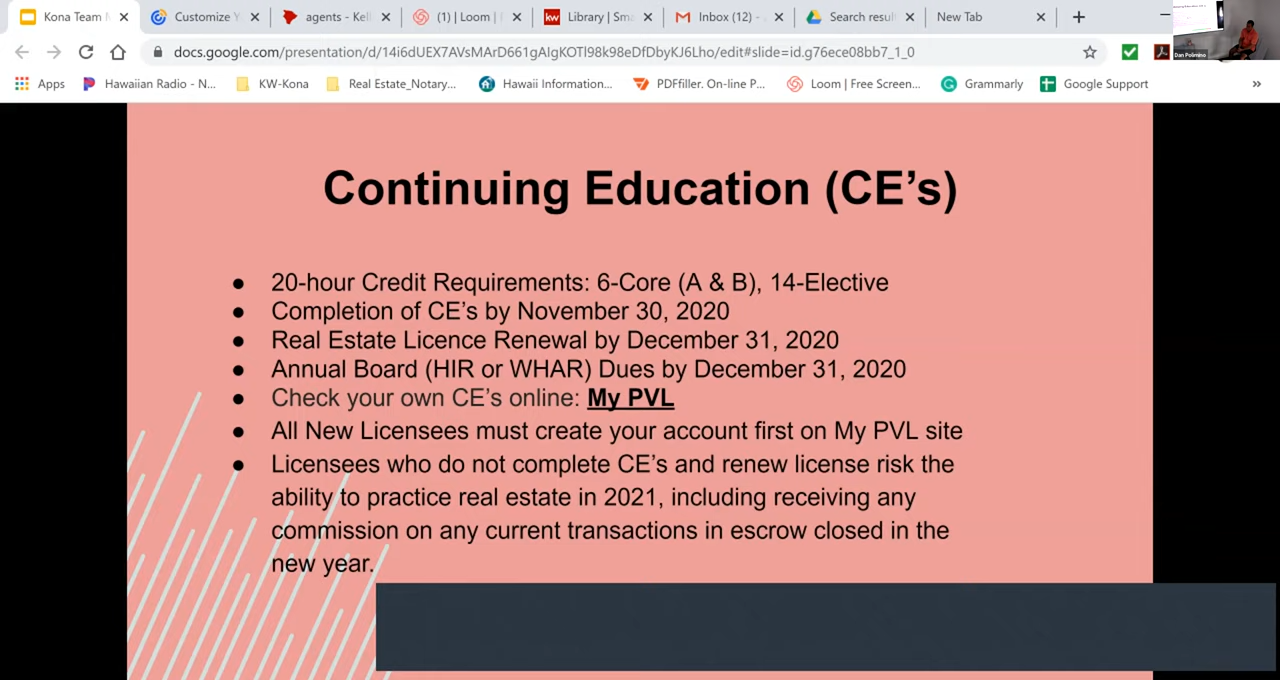 Kona Team M
Customize Y
agents - Kell
(1) | Loom |
Library | Sma
Inbox (12) -
Search resul
New Tab
docs.google.com/presentation/d/14i6dUEX7AVsMArD661gAIgKOTl98k98eDfDbyKJ6Lho/edit#slide=id.g76ece08bb7_1_0
Dan Polimino
Apps
Hawaiian Radio - N...
KW-Kona
Real Estate_Notary...
Hawaii Information...
PDFfiller. On-line P...
Loom | Free Screen...
Grammarly
Google Support
»
Continuing Education (CE’s)
● 20-hour Credit Requirements: 6-Core (A & B), 14-Elective
● Completion of CE’s by November 30, 2020
● Real Estate Licence Renewal by December 31, 2020
● Annual Board (HIR or WHAR) Dues by December 31, 2020
● Check your own CE’s online: My PVL
● All New Licensees must create your account first on My PVL site
● Licensees who do not complete CE’s and renew license risk the
ability to practice real estate in 2021, including receiving any
commission on any current transactions in escrow closed in the
new year.